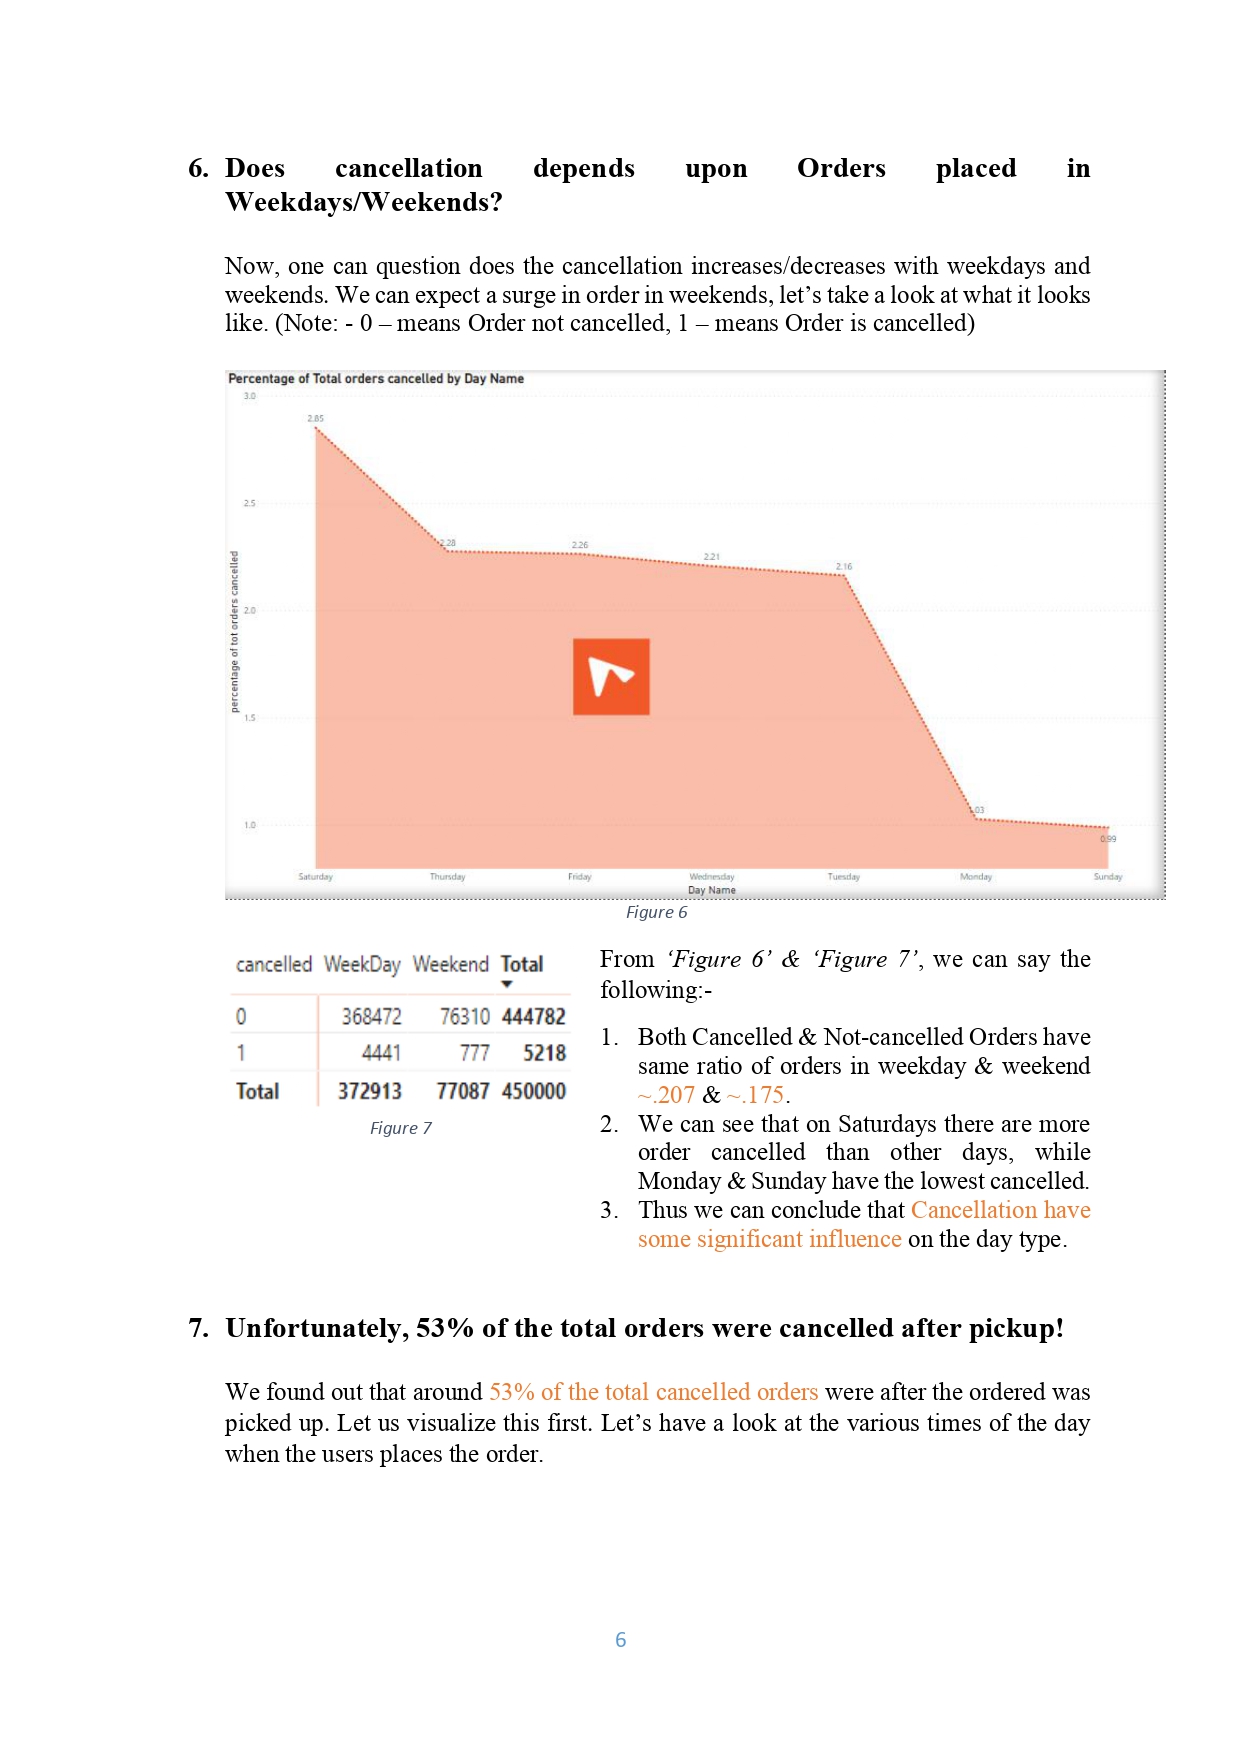 6. Does cancellation depends upon Orders placed in
Weekdays/Weekends?
Now, one can question does the cancellation increases/decreases with weekdays and
weekends. We can expect a surge in order in weekends, let’s take a look at what it looks
like. (Note: - 0 – means Order not cancelled, 1 – means Order is cancelled)
Percentage of Total orders cancelled by Day Name
3.0
2.85
2.5
2.28
2.26
2.21
2.16
percentage of tot orders cancelled
2.0
1.5
.03
1.0
0.99
Saturday Thursday Friday Wednesday Tuesday Monday Sunday
Day Name
Figure 6
cancelled WeekDay Weekend Total
0 368472 76310 444782
1 4441 777 5218
Total 372913 77087 450000
Figure 7
From ‘Figure 6’ & ‘Figure 7’, we can say the
following:-
1. Both Cancelled & Not-cancelled Orders have
same ratio of orders in weekday & weekend
~.207 & ~.175.
2. We can see that on Saturdays there are more
order cancelled than other days, while
Monday & Sunday have the lowest cancelled.
3. Thus we can conclude that Cancellation have
some significant influence on the day type.
7. Unfortunately, 53% of the total orders were cancelled after pickup!
We found out that around 53% of the total cancelled orders were after the ordered was
picked up. Let us visualize this first. Let’s have a look at the various times of the day
when the users places the order.
6